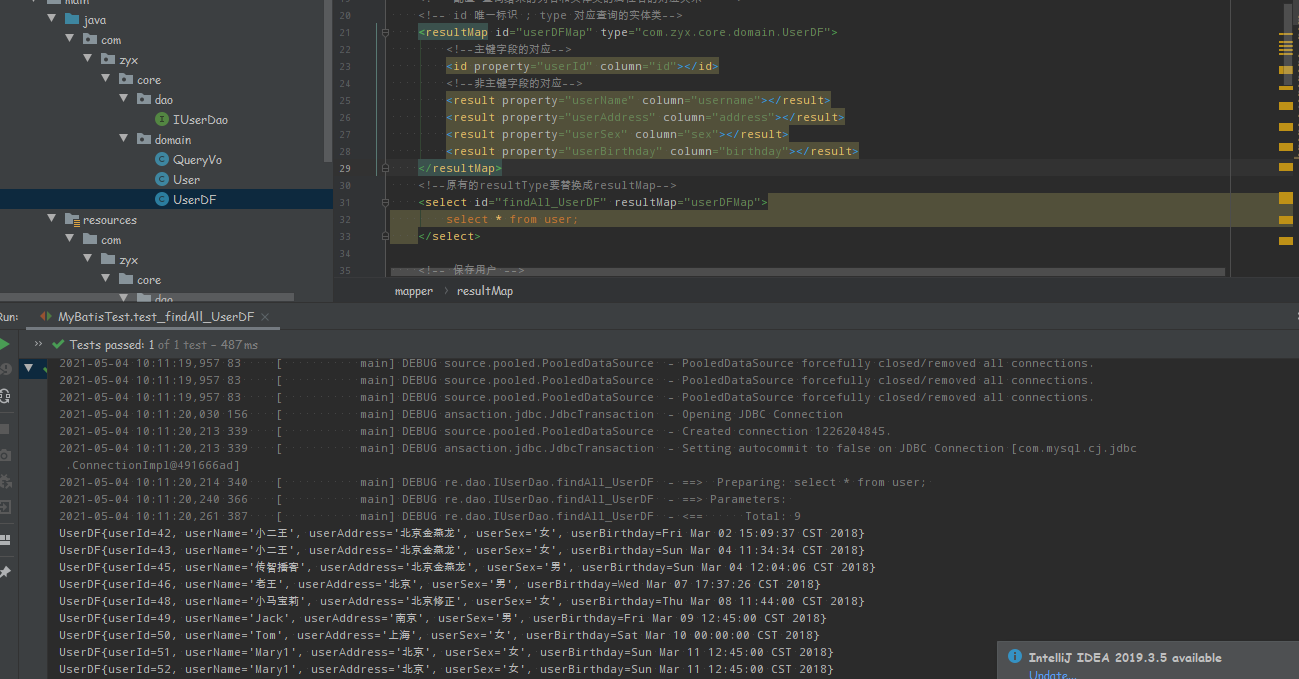 main
java
com
zyx
core
dao
IUserDao
domain
QueryVo
User
UserDF
resources
com
zyx
core
dao
20 <!-- id 唯一标识 ; type 对应查询的实体类-->
21 <resultMap id="userDFMap" type="com.zyx.core.domain.UserDF">
22 <!--主键字段的对应-->
23 <id property="userId" column="id"></id>
24 <!--非主键字段的对应-->
25 <result property="userName" column="username"></result>
26 <result property="userAddress" column="address"></result>
27 <result property="userSex" column="sex"></result>
28 <result property="userBirthday" column="birthday"></result>
29 </resultMap>
30 <!--原有的resultType要替换成resultMap-->
31 <select id="findAll_UserDF" resultMap="userDFMap">
32 select * from user;
33 </select>
34
35 <!-- 保存用户 -->
mapper › resultMap
Run: MyBatisTest.test_findAll_UserDF ×
» Tests passed: 1 of 1 test – 487 ms
2021-05-04 10:11:19,957 83 [ main] DEBUG source.pooled.PooledDataSource - PooledDataSource forcefully closed/removed all connections.
2021-05-04 10:11:19,957 83 [ main] DEBUG source.pooled.PooledDataSource - PooledDataSource forcefully closed/removed all connections.
2021-05-04 10:11:19,957 83 [ main] DEBUG source.pooled.PooledDataSource - PooledDataSource forcefully closed/removed all connections.
2021-05-04 10:11:20,030 156 [ main] DEBUG ansaction.jdbc.JdbcTransaction - Opening JDBC Connection
2021-05-04 10:11:20,213 339 [ main] DEBUG source.pooled.PooledDataSource - Created connection 1226204845.
2021-05-04 10:11:20,213 339 [ main] DEBUG ansaction.jdbc.JdbcTransaction - Setting autocommit to false on JDBC Connection [com.mysql.cj.jdbc
.ConnectionImpl@491666ad]
2021-05-04 10:11:20,214 340 [ main] DEBUG re.dao.IUserDao.findAll_UserDF - ==> Preparing: select * from user;
2021-05-04 10:11:20,240 366 [ main] DEBUG re.dao.IUserDao.findAll_UserDF - ==> Parameters:
2021-05-04 10:11:20,261 387 [ main] DEBUG re.dao.IUserDao.findAll_UserDF - <== Total: 9
UserDF{userId=42, userName='小二王', userAddress='北京金燕龙', userSex='女', userBirthday=Fri Mar 02 15:09:37 CST 2018}
UserDF{userId=43, userName='小二王', userAddress='北京金燕龙', userSex='女', userBirthday=Sun Mar 04 11:34:34 CST 2018}
UserDF{userId=45, userName='传智播客', userAddress='北京金燕龙', userSex='男', userBirthday=Sun Mar 04 12:04:06 CST 2018}
UserDF{userId=46, userName='老王', userAddress='北京', userSex='男', userBirthday=Wed Mar 07 17:37:26 CST 2018}
UserDF{userId=48, userName='小马宝莉', userAddress='北京修正', userSex='女', userBirthday=Thu Mar 08 11:44:00 CST 2018}
UserDF{userId=49, userName='Jack', userAddress='南京', userSex='男', userBirthday=Fri Mar 09 12:45:00 CST 2018}
UserDF{userId=50, userName='Tom', userAddress='上海', userSex='女', userBirthday=Sat Mar 10 00:00:00 CST 2018}
UserDF{userId=51, userName='Mary1', userAddress='北京', userSex='女', userBirthday=Sun Mar 11 12:45:00 CST 2018}
UserDF{userId=52, userName='Mary1', userAddress='北京', userSex='女', userBirthday=Sun Mar 11 12:45:00 CST 2018}
IntelliJ IDEA 2019.3.5 available
Update...